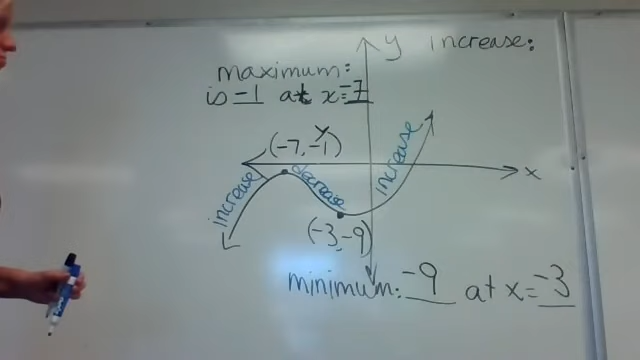 y increase:
maximum:
is -1 at x=-7
y
(-7, -1)
increase
decrease
increase
x
(-3, -9)
minimum: -9 at x= -3